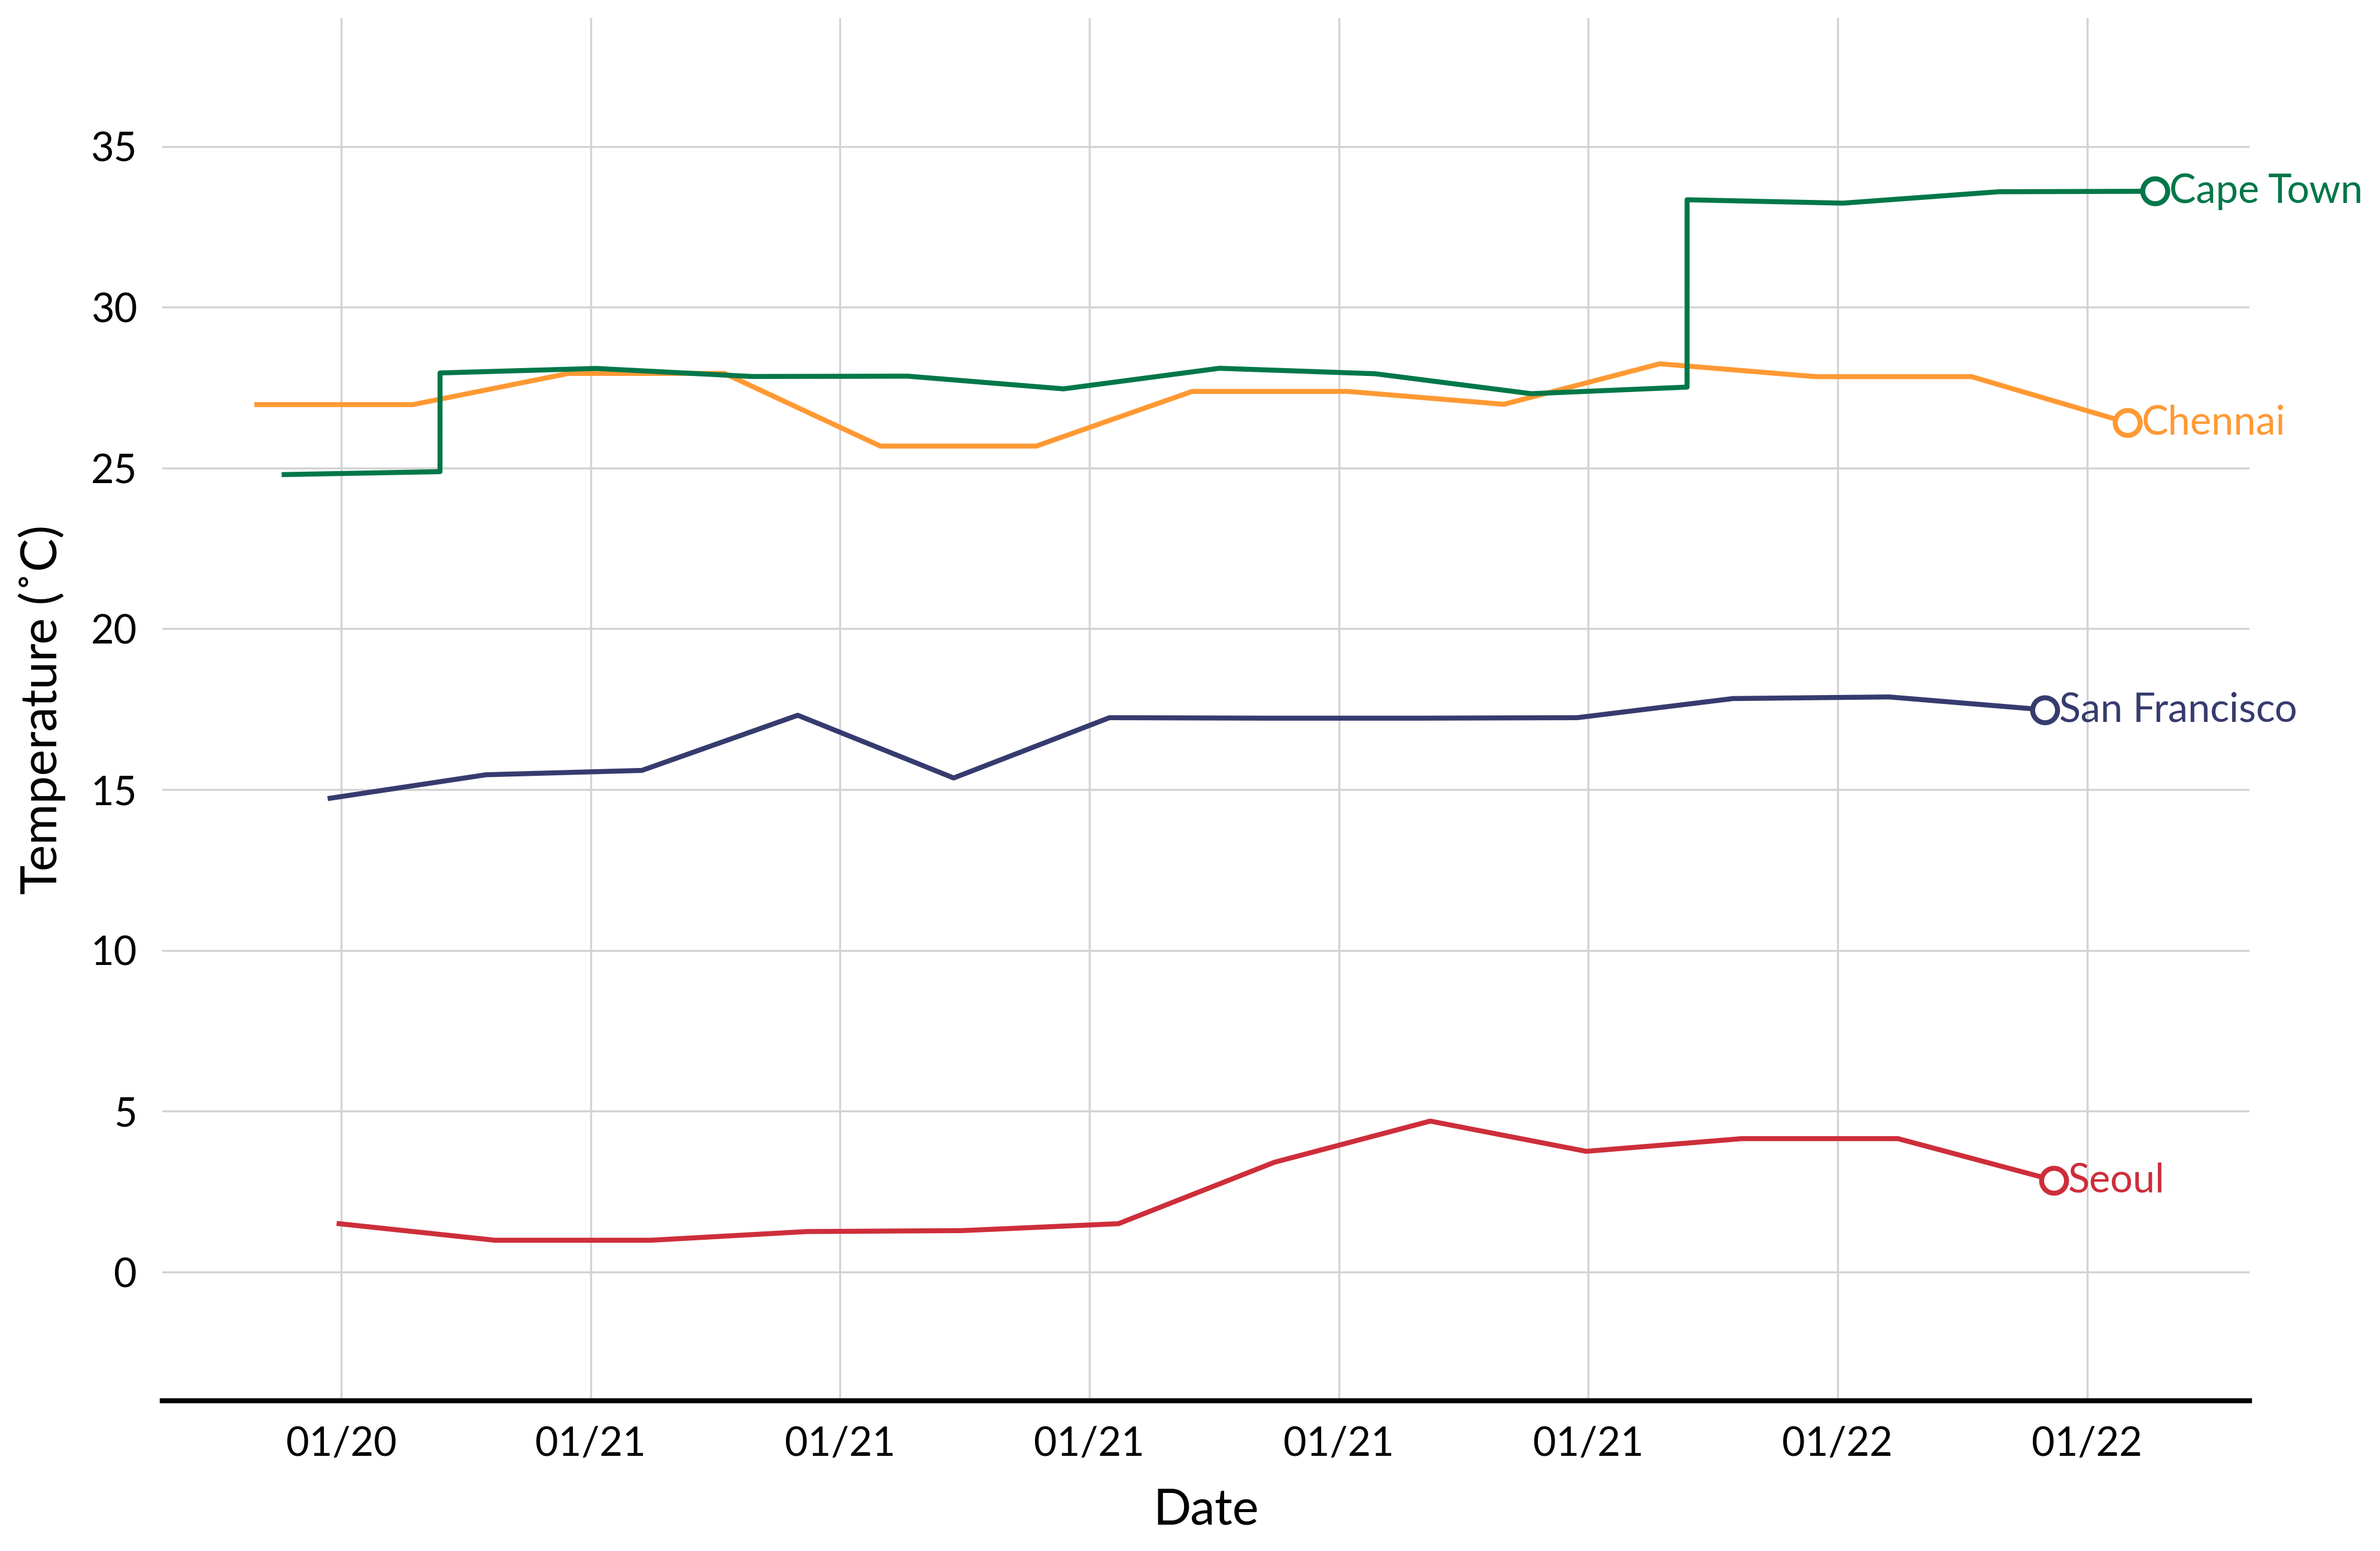 35
Cape Town
30
Chennai
25
Temperature (˚C)
20
San Francisco
15
10
5
Seoul
0
01/20 01/21 01/21 01/21 01/21 01/21 01/22 01/22
Date